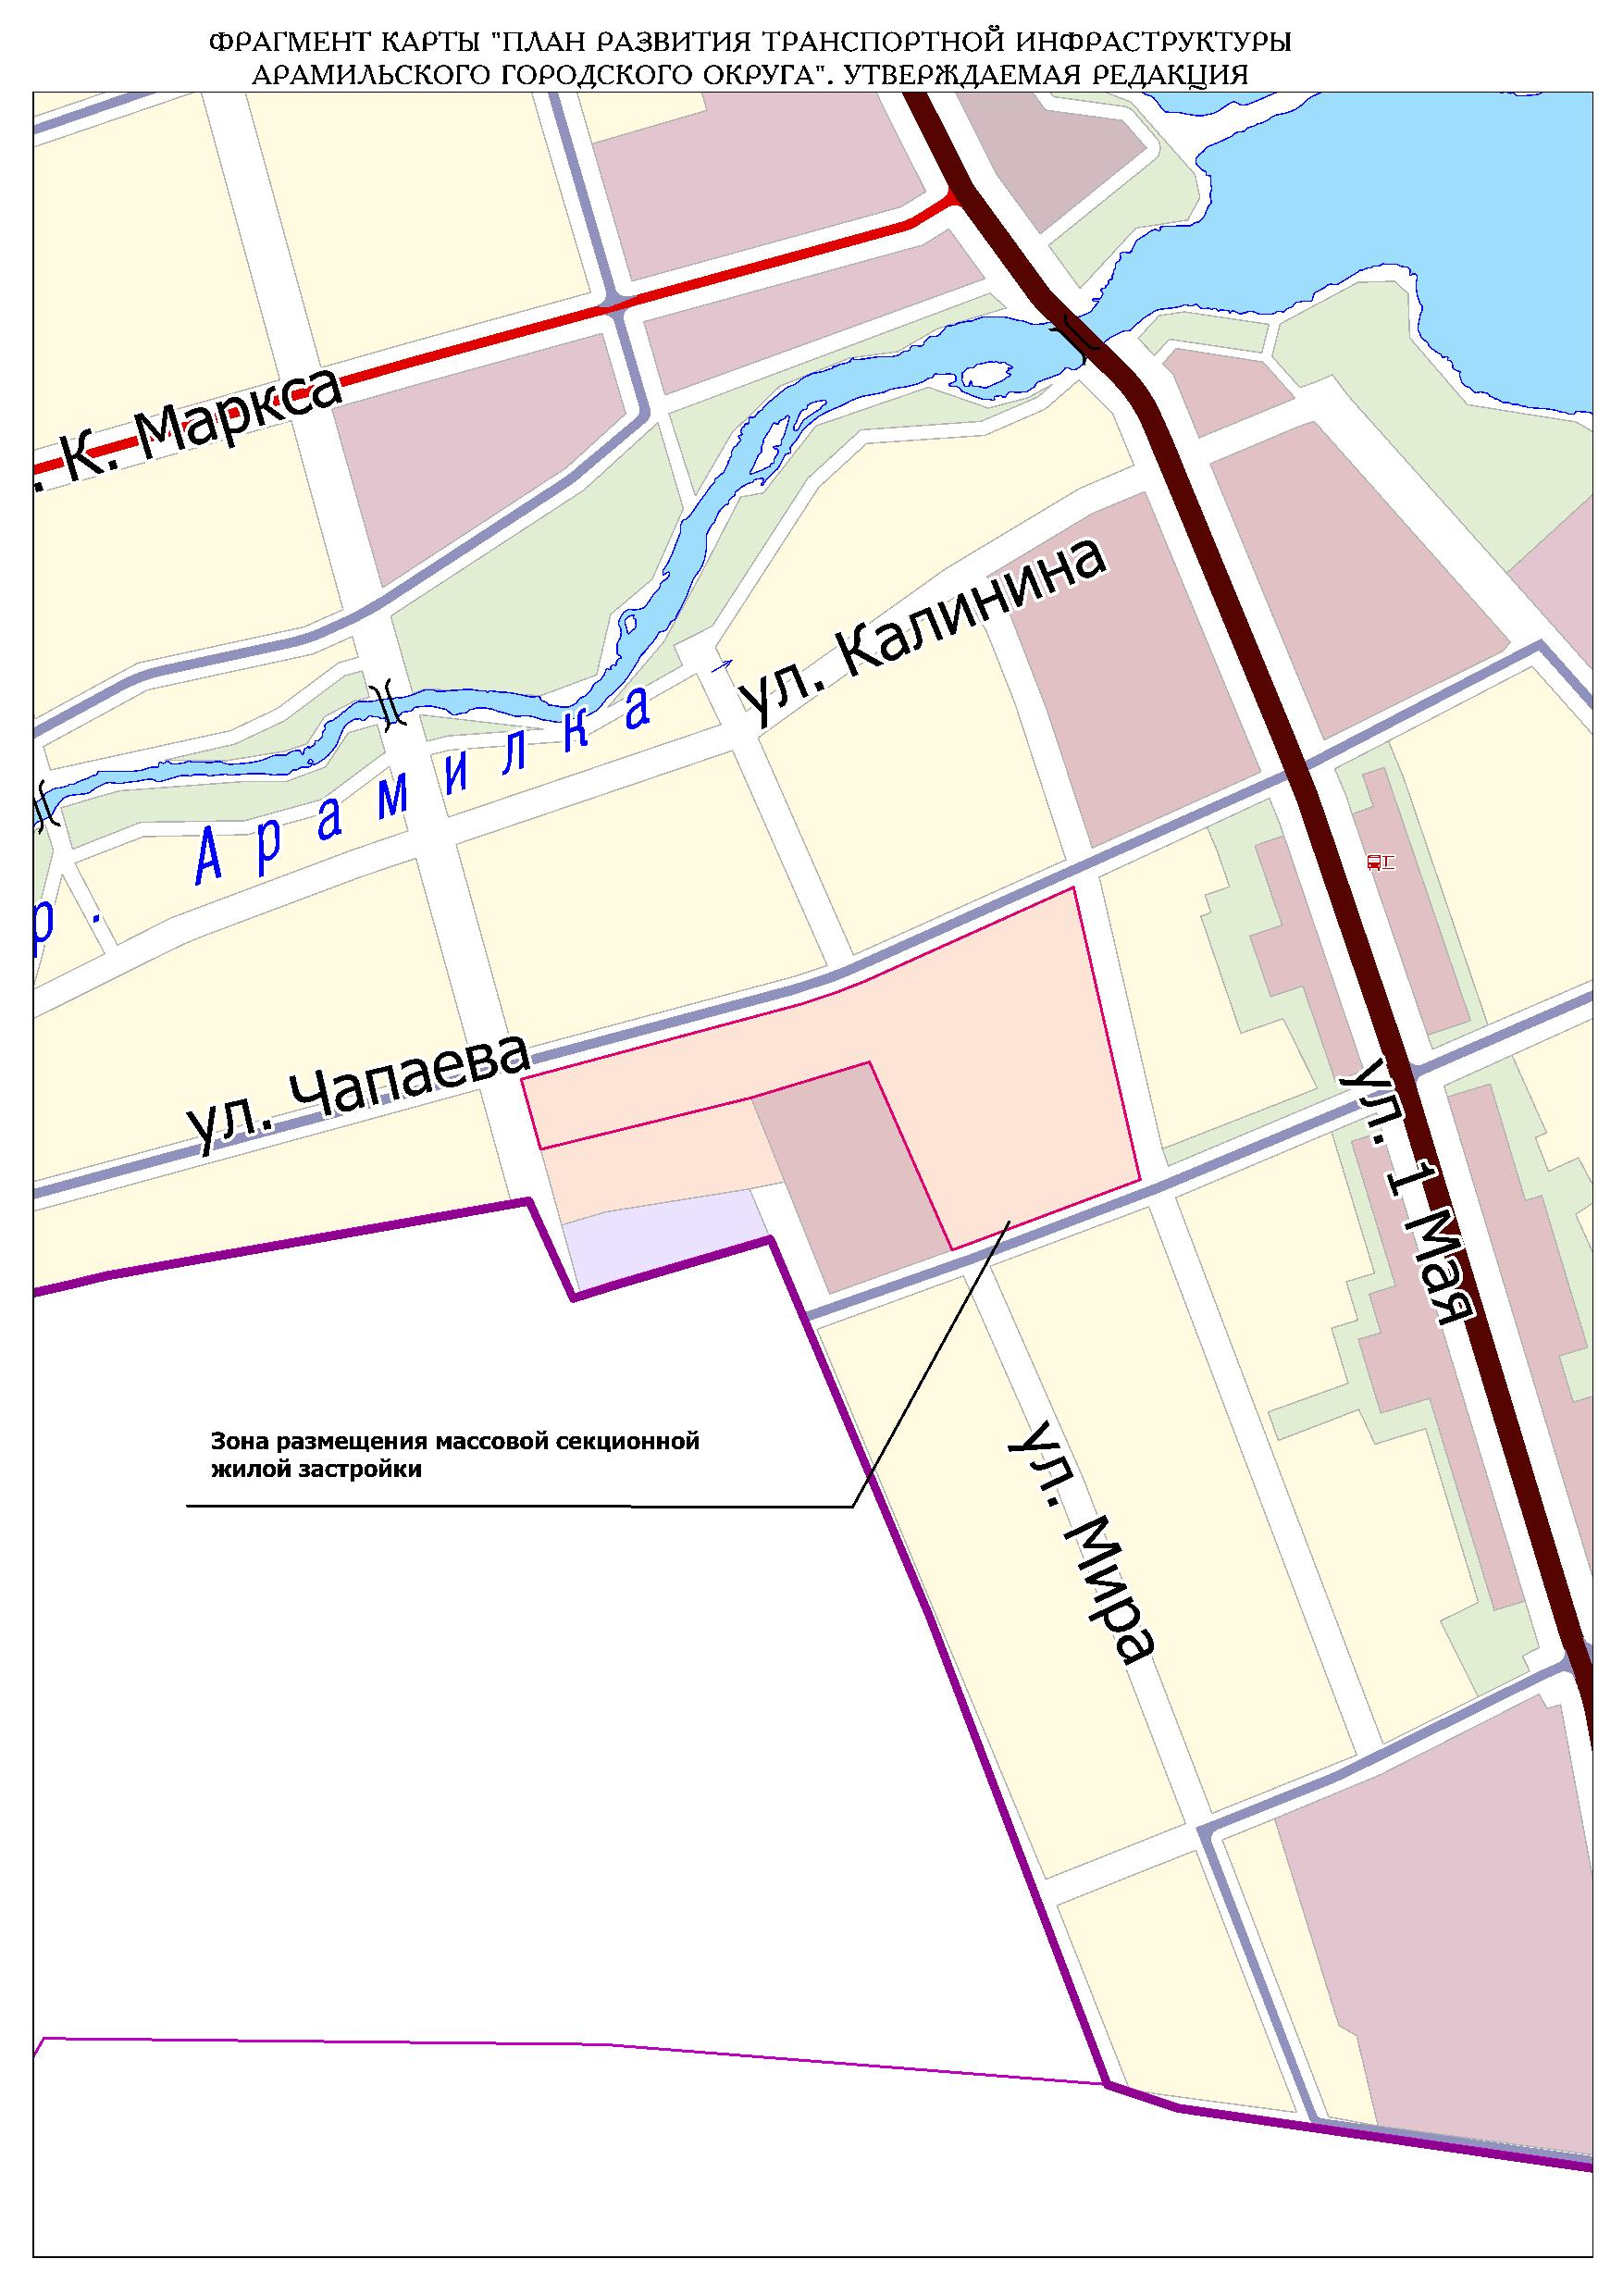 ФРАГМЕНТ КАРТЫ "ПЛАН РАЗВИТИЯ ТРАНСПОРТНОЙ ИНФРАСТРУКТУРЫ
АРАМИЛЬСКОГО ГОРОДСКОГО ОКРУГА". УТВЕРЖДАЕМАЯ РЕДАКЦИЯ
. К. Маркса
ул. Калинина
р. Арамилка
ул. Чапаева
ул. 1 Мая
Зона размещения массовой секционной
жилой застройки
ул. Мира